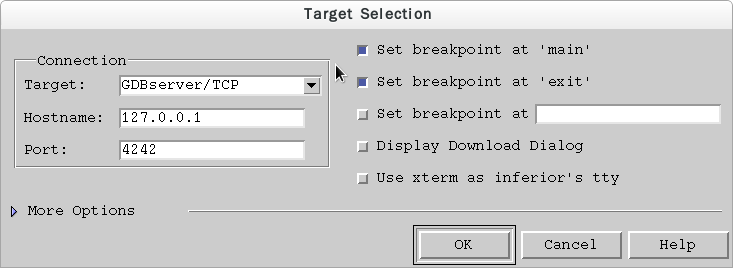 Target Selection
Connection
Target: GDBserver/TCP
Hostname: 127.0.0.1
Port: 4242
Set breakpoint at 'main'
Set breakpoint at 'exit'
Set breakpoint at
Display Download Dialog
Use xterm as inferior's tty
More Options
OK Cancel Help